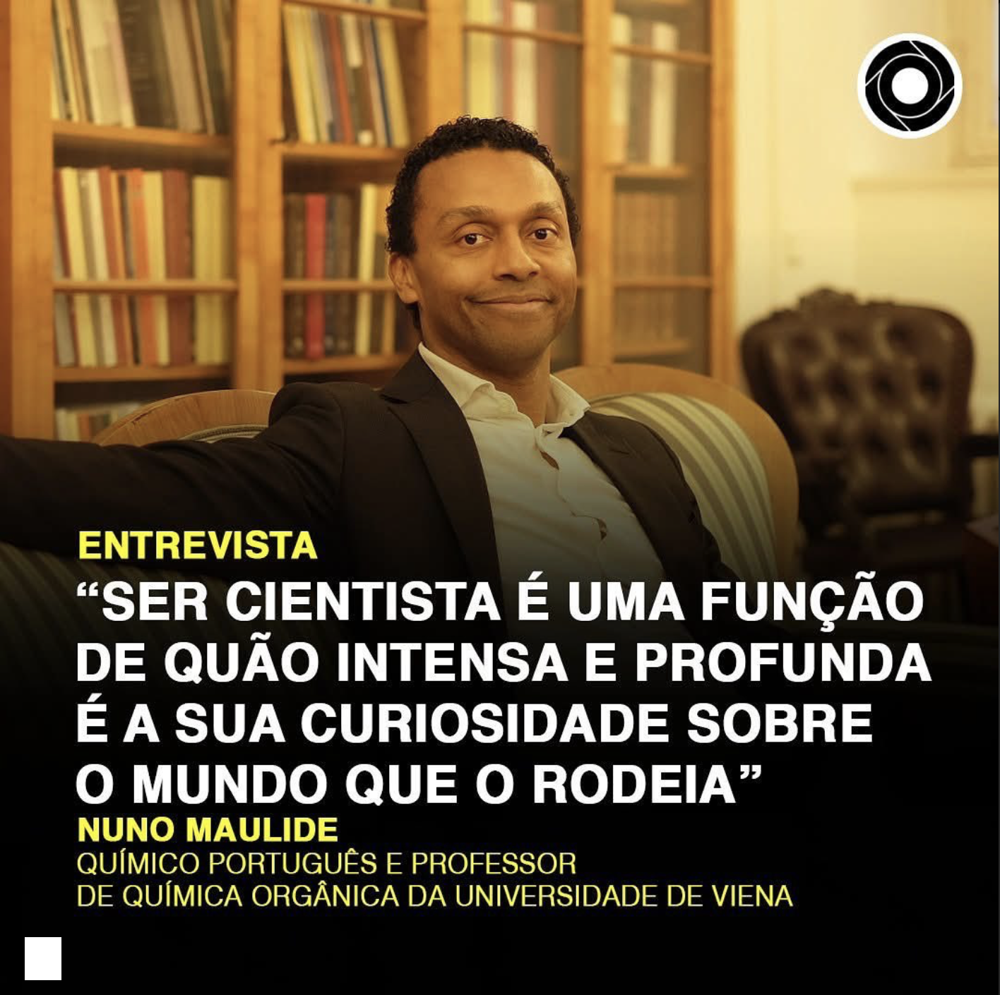 ENTREVISTA
“SER CIENTISTA É UMA FUNÇÃO
DE QUÃO INTENSA E PROFUNDA
É A SUA CURIOSIDADE SOBRE
O MUNDO QUE O RODEIA”
NUNO MAULIDE
QUÍMICO PORTUGUÊS E PROFESSOR
DE QUÍMICA ORGÂNICA DA UNIVERSIDADE DE VIENA